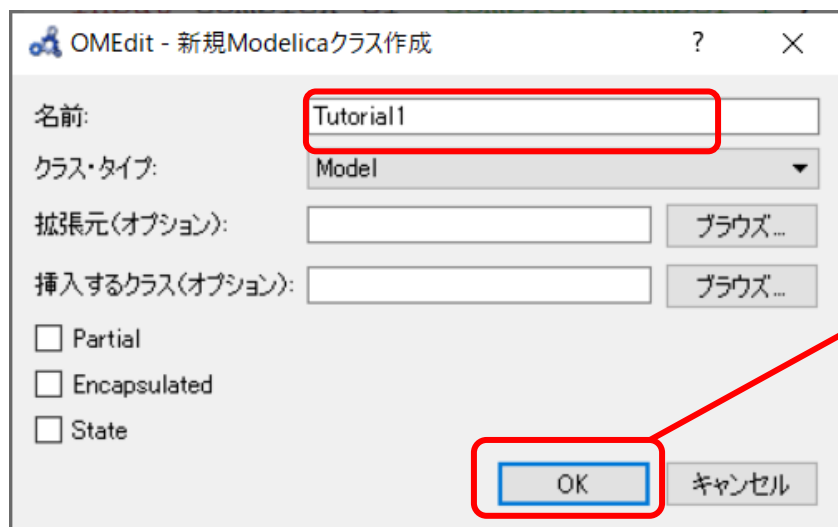 OMEdit - 新規Modelicaクラス作成 ?
名前: Tutorial1
クラス・タイプ: Model
拡張元(オプション): ブラウズ...
挿入するクラス(オプション): ブラウズ...
Partial
Encapsulated
State
OK キャンセル